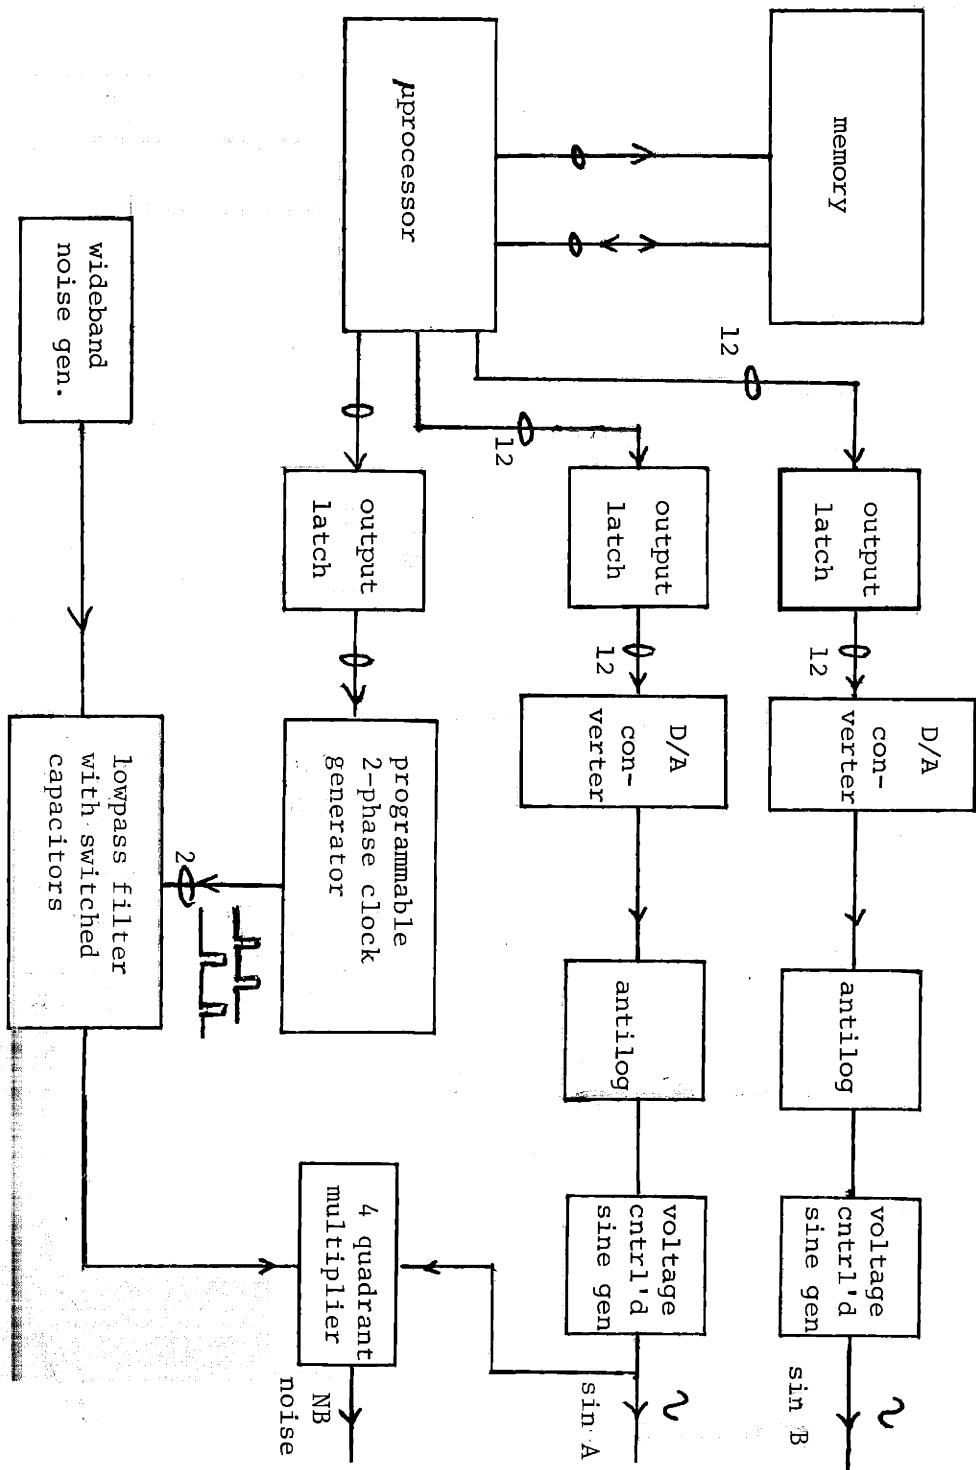 memory
µprocessor
12
12
output
latch
12
D/A
con-
verter
antilog
voltage
cntrl'd
sine gen
sin B
output
latch
12
D/A
con-
verter
antilog
voltage
cntrl'd
sine gen
sin A
output
latch
programmable
2-phase clock
generator
2
wideband
noise gen.
lowpass filter
with switched
capacitors
4 quadrant
multiplier
NB
noise